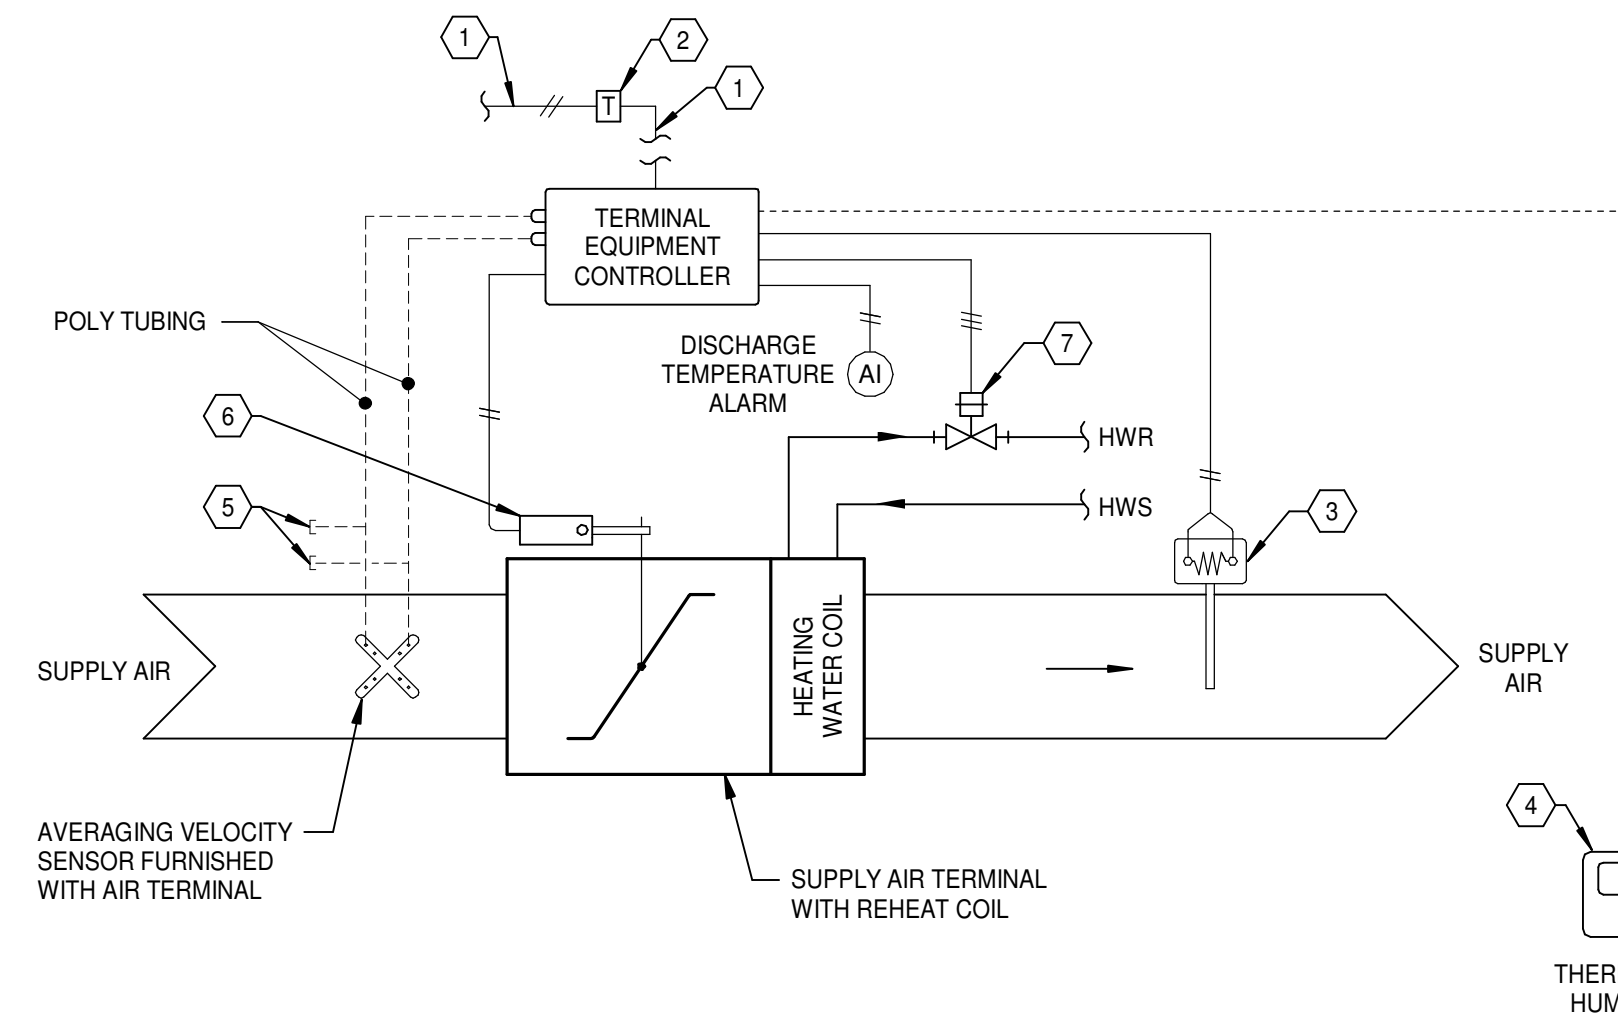 1
2
1
T
TERMINAL
EQUIPMENT
CONTROLLER
POLY TUBING
DISCHARGE
TEMPERATURE
ALARM
AI
7
6
HWR
5
HWS
3
HEATING
WATER COIL
SUPPLY AIR
SUPPLY
AIR
4
AVERAGING VELOCITY
SENSOR FURNISHED
WITH AIR TERMINAL
SUPPLY AIR TERMINAL
WITH REHEAT COIL
THER
HUM